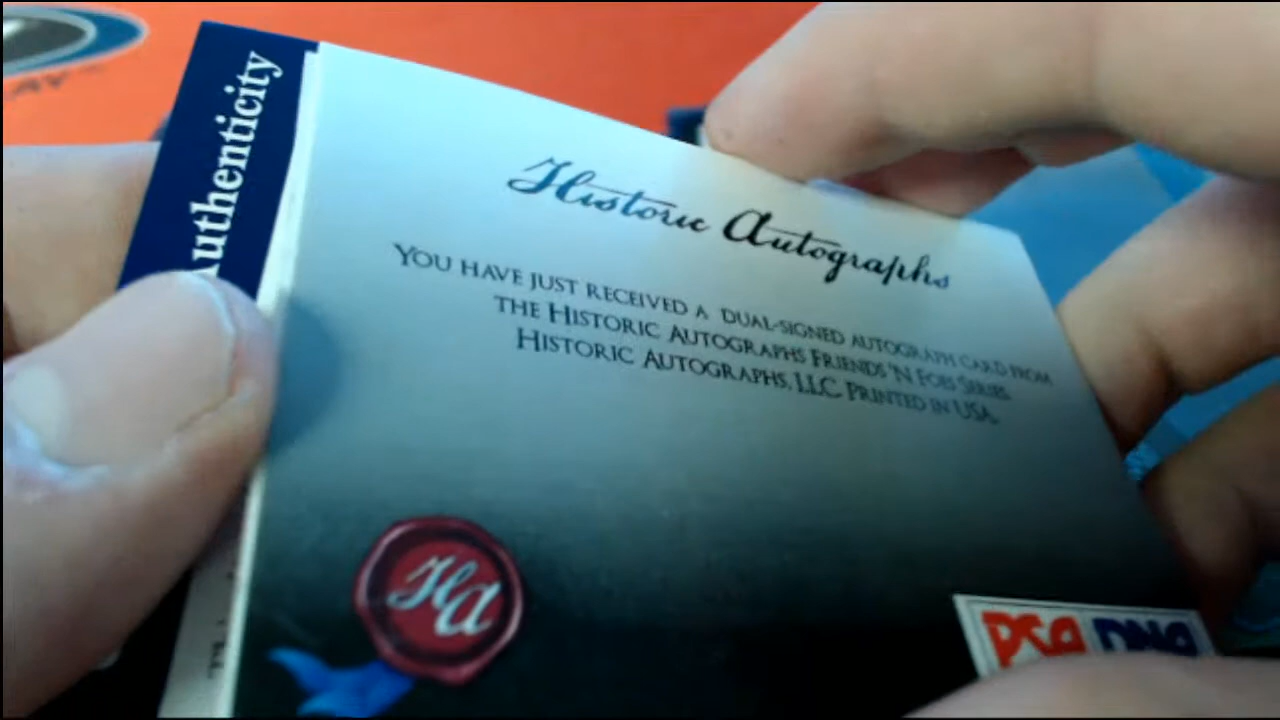 Authenticity
Historic Autographs
YOU HAVE JUST RECEIVED A DUAL-SIGNED AUTOGRAPH CARD FROM
THE HISTORIC AUTOGRAPHS FRIENDS 'N FOES SERIES.
HISTORIC AUTOGRAPHS, LLC. PRINTED IN USA.
HA
PSA DNA